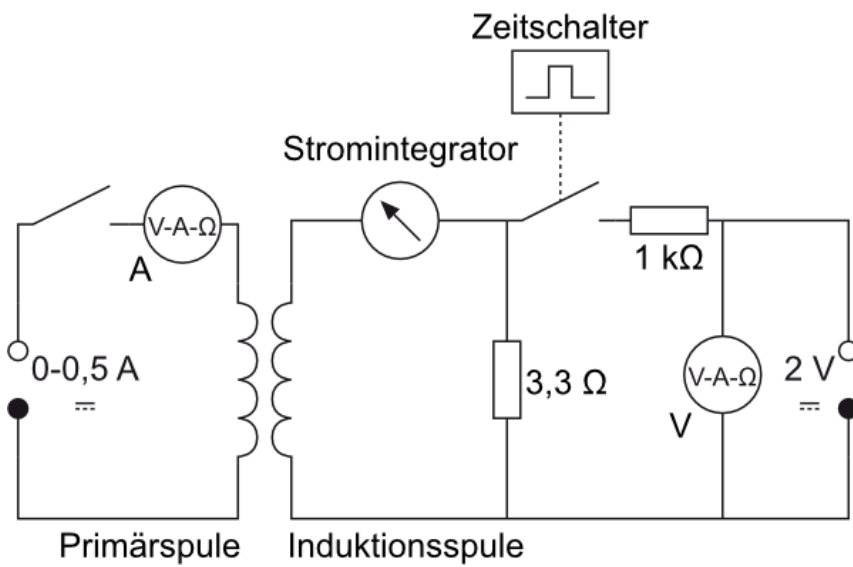 Zeitschalter
Stromintegrator
V-A-Ω
A
1 kΩ
0-0,5 A
3,3 Ω
V-A-Ω
V
2 V
Primärspule
Induktionsspule